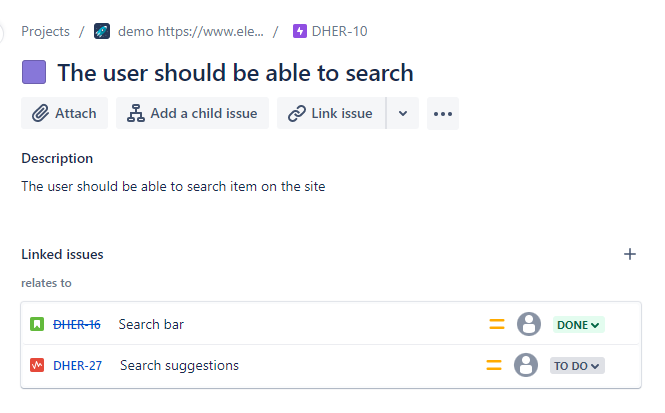 Projects / demo https://www.ele... / DHER-10
The user should be able to search
Attach Add a child issue Link issue
Description
The user should be able to search item on the site
Linked issues
relates to
DHER-16 Search bar DONE
DHER-27 Search suggestions TO DO